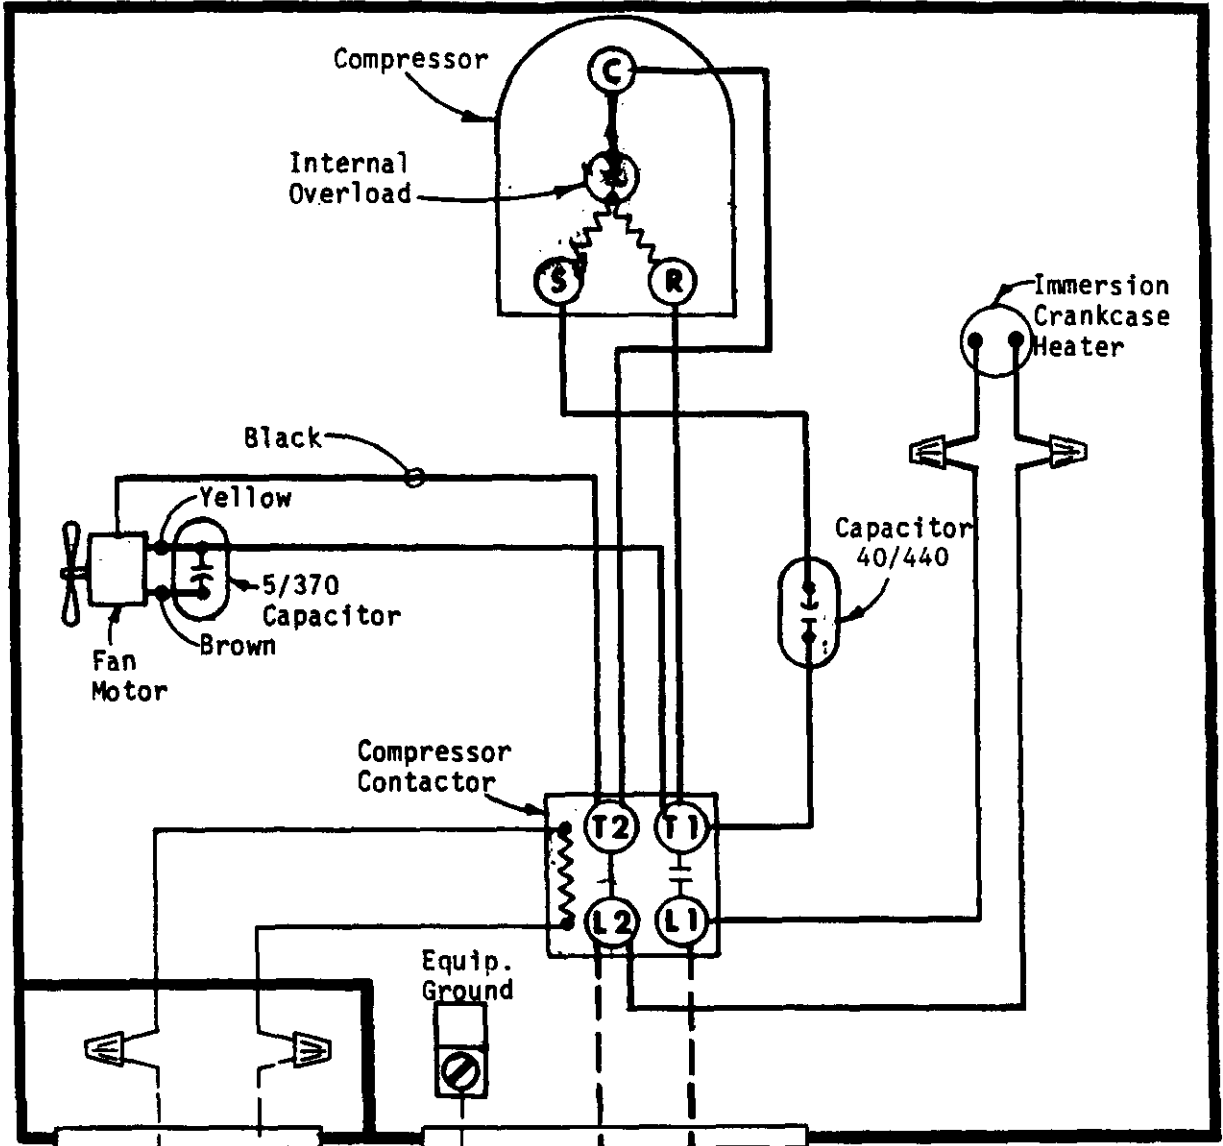 Compressor
C
Internal
Overload
S
R
Immersion
Crankcase
Heater
Black
Yellow
Capacitor
40/440
5/370
Capacitor
Brown
Fan
Motor
Compressor
Contactor
T2
T1
L2
L1
Equip.
Ground